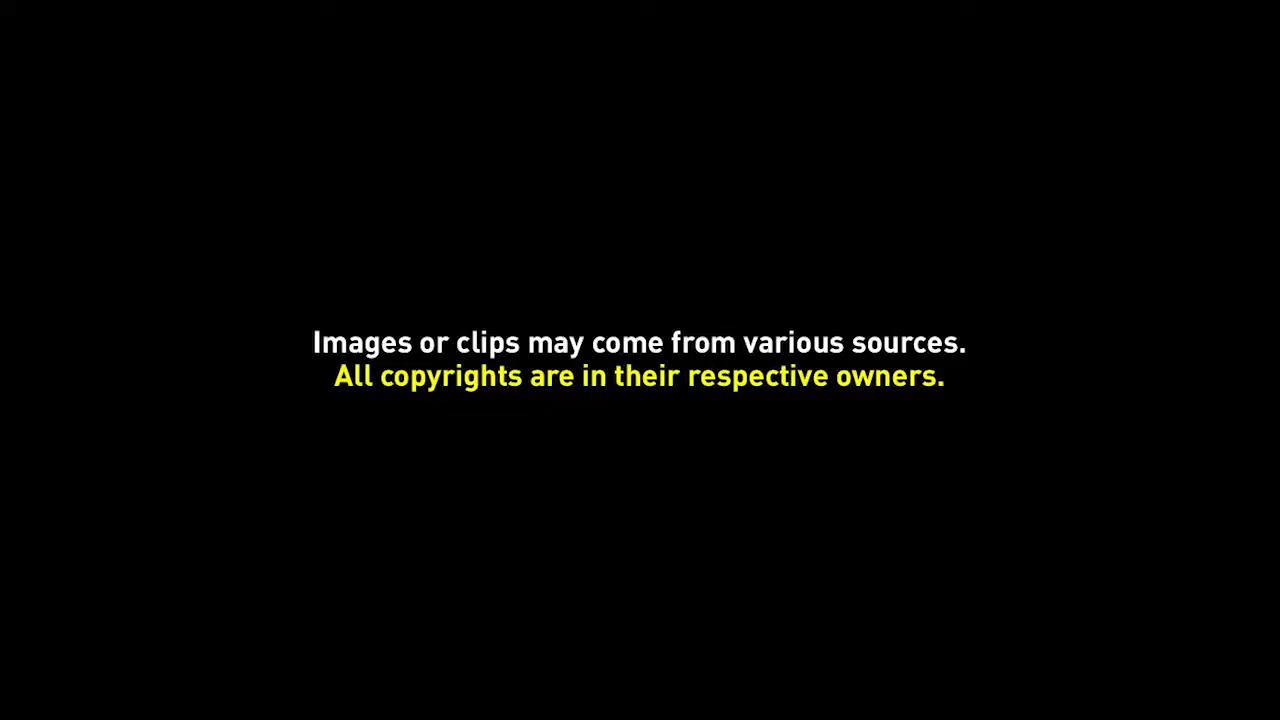 Images or clips may come from various sources.
All copyrights are in their respective owners.